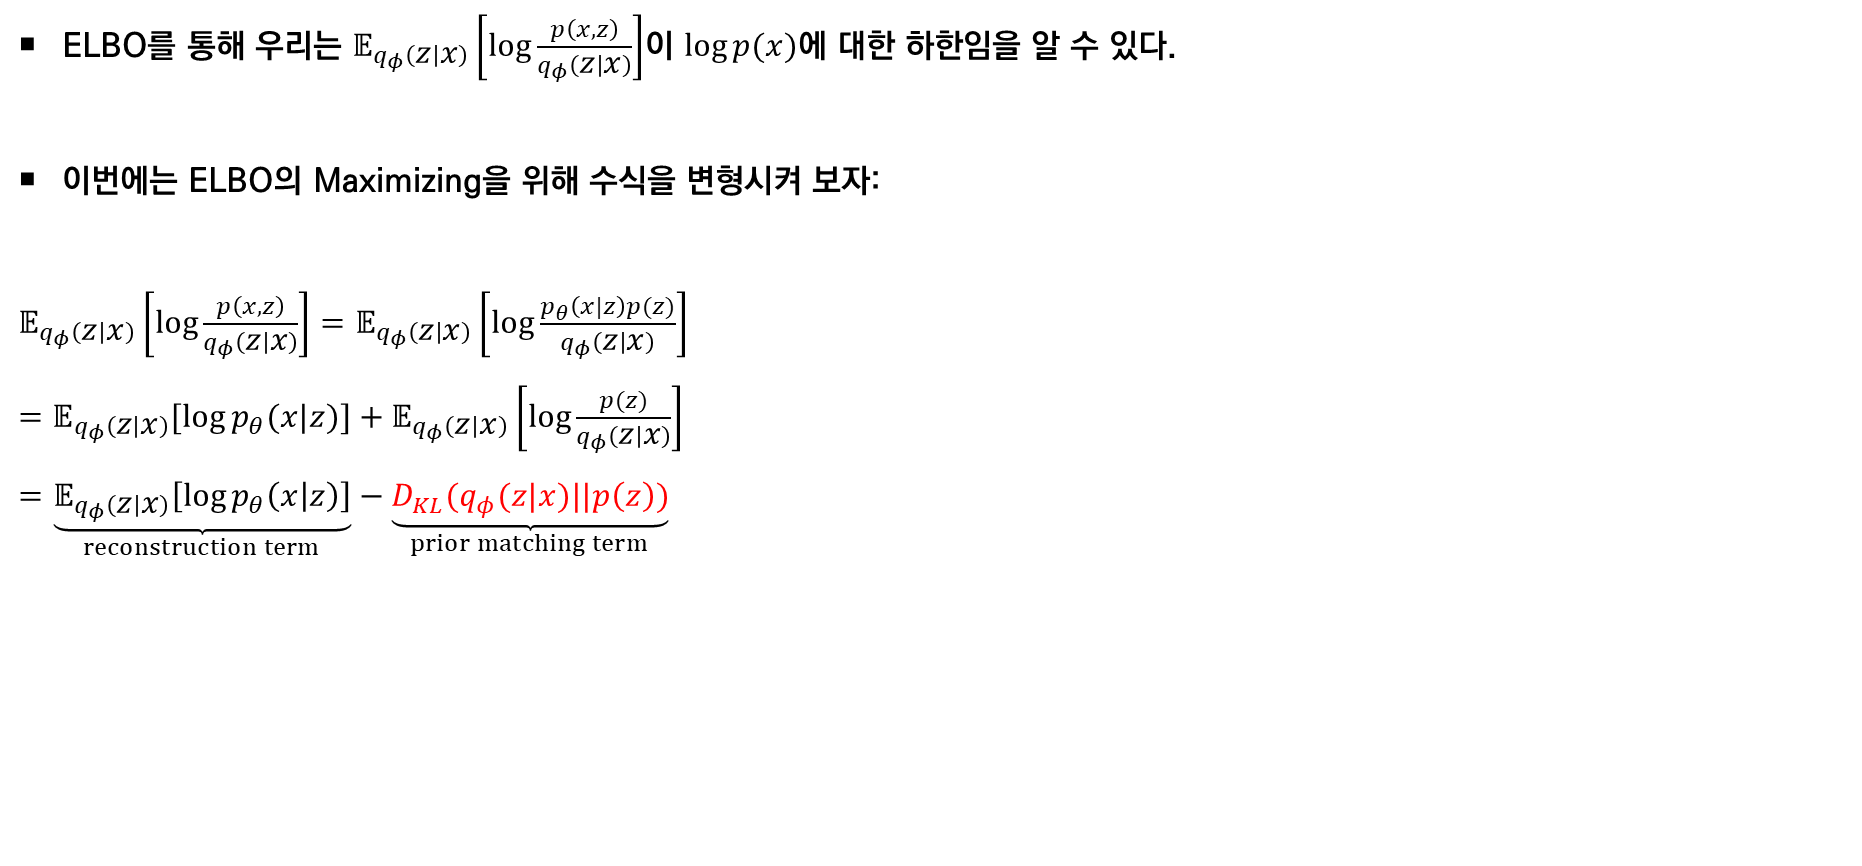 ▪ ELBO를 통해 우리는 𝔼_{q_ϕ(z|x)}[log p(x,z)/q_ϕ(z|x)]이 log p(x)에 대한 하한임을 알 수 있다.
▪ 이번에는 ELBO의 Maximizing을 위해 수식을 변형시켜 보자:
𝔼_{q_ϕ(z|x)}[log p(x,z)/q_ϕ(z|x)] = 𝔼_{q_ϕ(z|x)}[log p_θ(x|z)p(z)/q_ϕ(z|x)]
= 𝔼_{q_ϕ(z|x)}[log p_θ(x|z)] + 𝔼_{q_ϕ(z|x)}[log p(z)/q_ϕ(z|x)]
= 𝔼_{q_ϕ(z|x)}[log p_θ(x|z)] − D_{KL}(q_ϕ(z|x)||p(z))
reconstruction term prior matching term